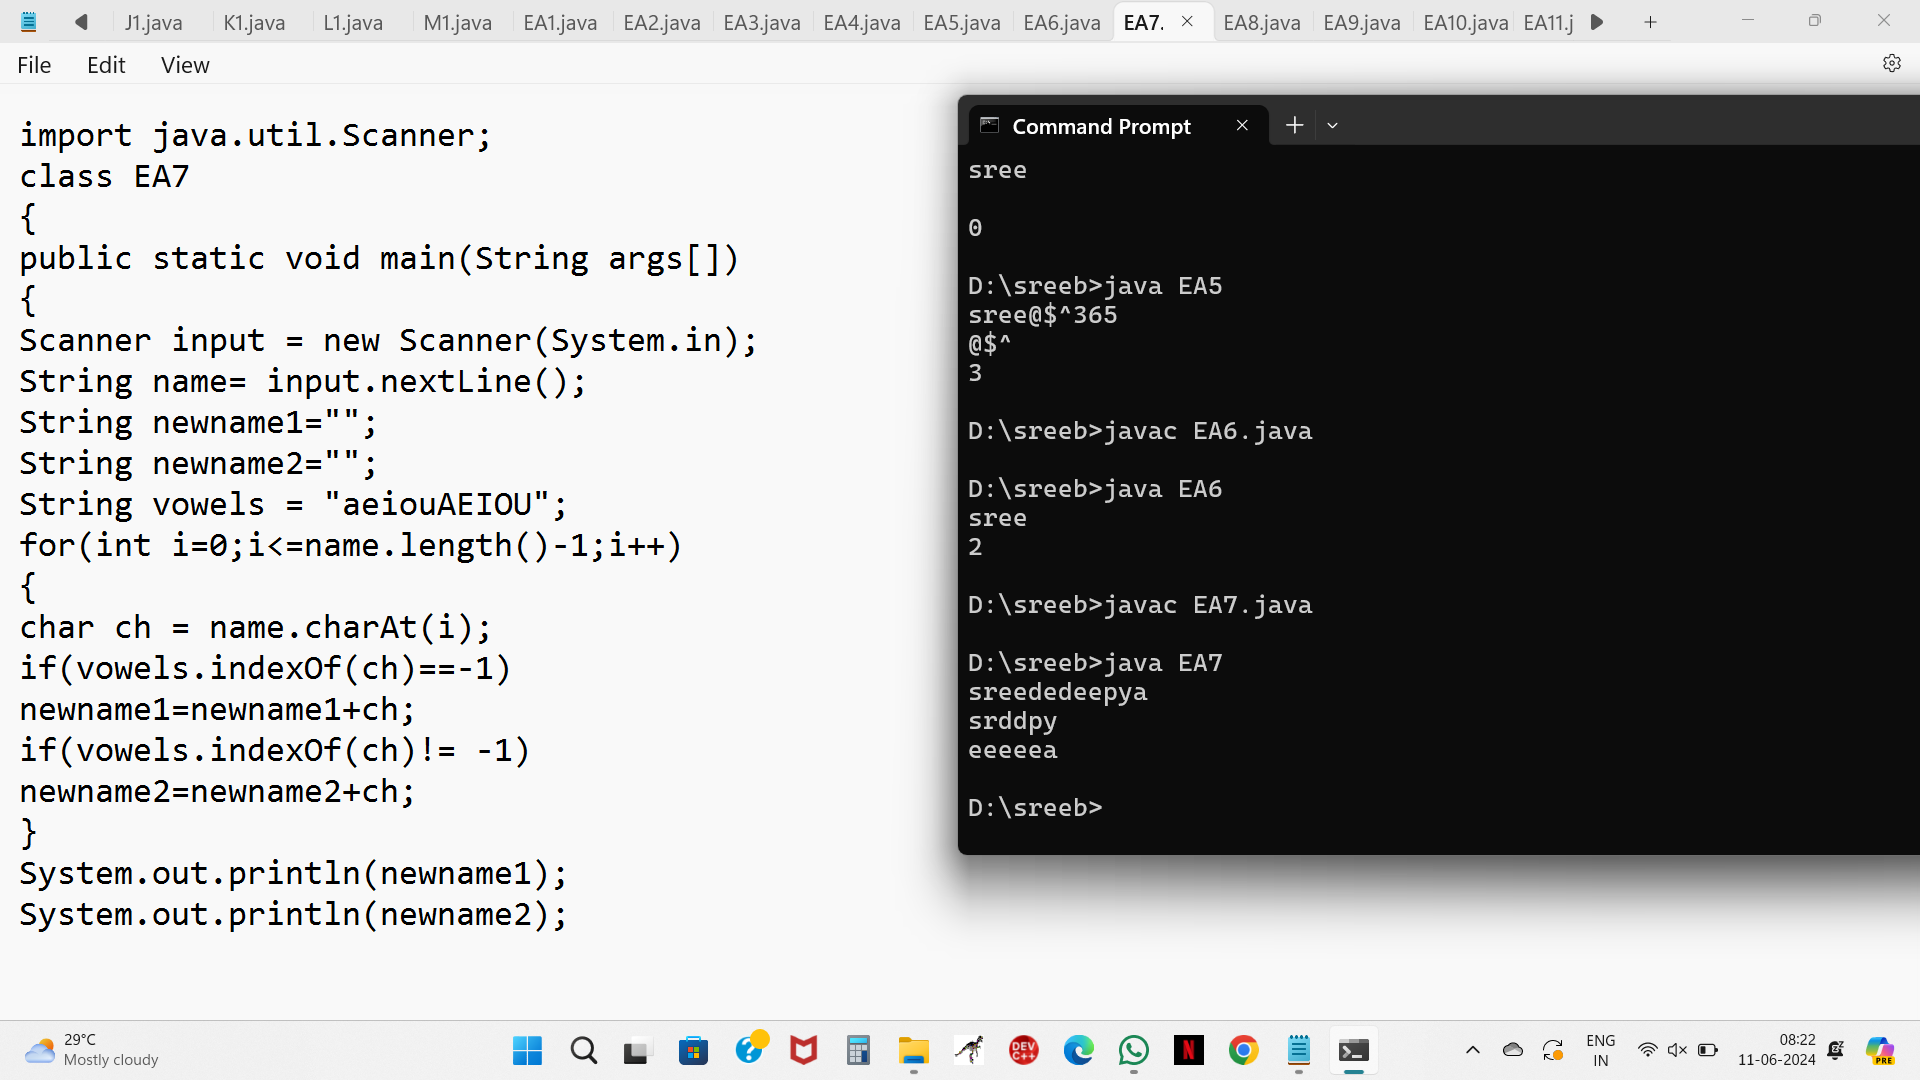 J1.java K1.java L1.java M1.java EA1.java EA2.java EA3.java EA4.java EA5.java EA6.java EA7. EA8.java EA9.java EA10.java EA11.j
File Edit View
import java.util.Scanner;
class EA7
{
public static void main(String args[])
{
Scanner input = new Scanner(System.in);
String name= input.nextLine();
String newname1="";
String newname2="";
String vowels = "aeiouAEIOU";
for(int i=0;i<=name.length()-1;i++)
{
char ch = name.charAt(i);
if(vowels.indexOf(ch)==-1)
newname1=newname1+ch;
if(vowels.indexOf(ch)!= -1)
newname2=newname2+ch;
}
System.out.println(newname1);
System.out.println(newname2);
Command Prompt
sree
0
D:\sreeb>java EA5
sree@$^365
@$^
3
D:\sreeb>javac EA6.java
D:\sreeb>java EA6
sree
2
D:\sreeb>javac EA7.java
D:\sreeb>java EA7
sreededeepya
srddpy
eeeeea
D:\sreeb>
29°C
Mostly cloudy
DEV
C++
N
ENG
IN
08:22
11-06-2024
PRE